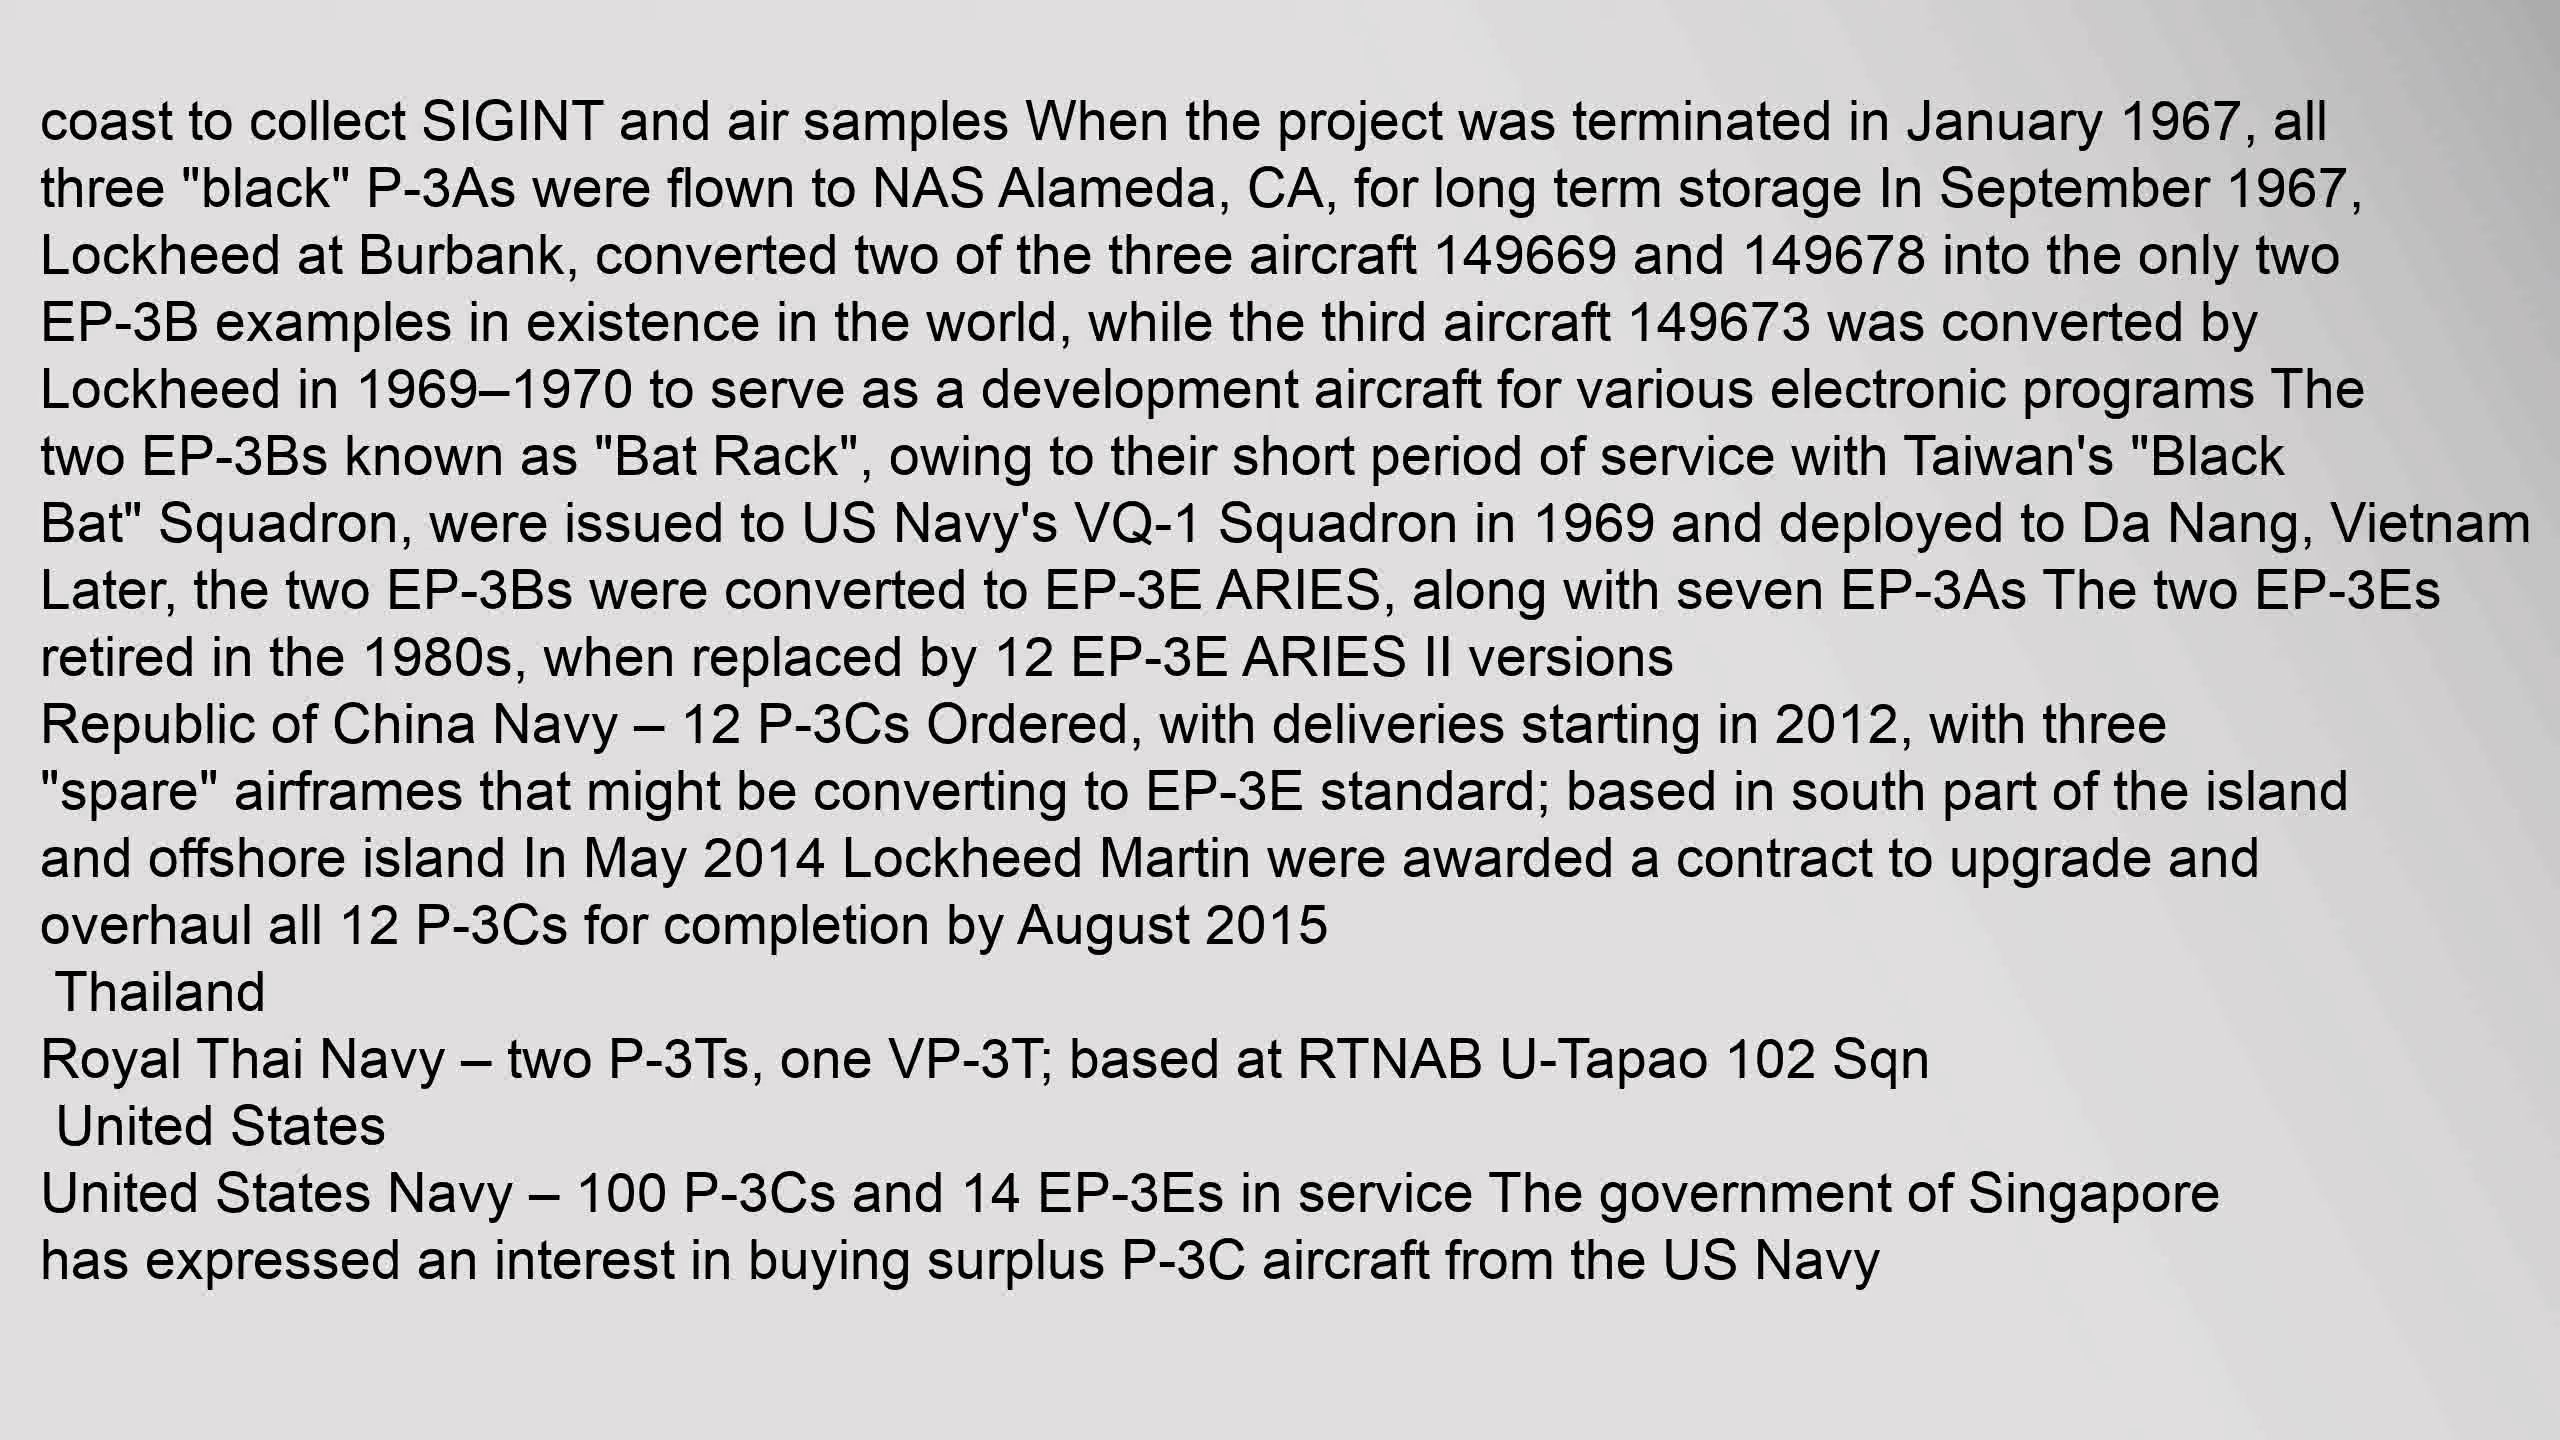 coast to collect SIGINT and air samples When the project was terminated in January 1967, all
three "black" P-3As were flown to NAS Alameda, CA, for long term storage In September 1967,
Lockheed at Burbank, converted two of the three aircraft 149669 and 149678 into the only two
EP-3B examples in existence in the world, while the third aircraft 149673 was converted by
Lockheed in 1969–1970 to serve as a development aircraft for various electronic programs The
two EP-3Bs known as "Bat Rack", owing to their short period of service with Taiwan's "Black
Bat" Squadron, were issued to US Navy's VQ-1 Squadron in 1969 and deployed to Da Nang, Vietnam
Later, the two EP-3Bs were converted to EP-3E ARIES, along with seven EP-3As The two EP-3Es
retired in the 1980s, when replaced by 12 EP-3E ARIES II versions
Republic of China Navy – 12 P-3Cs Ordered, with deliveries starting in 2012, with three
"spare" airframes that might be converting to EP-3E standard; based in south part of the island
and offshore island In May 2014 Lockheed Martin were awarded a contract to upgrade and
overhaul all 12 P-3Cs for completion by August 2015
Thailand
Royal Thai Navy – two P-3Ts, one VP-3T; based at RTNAB U-Tapao 102 Sqn
United States
United States Navy – 100 P-3Cs and 14 EP-3Es in service The government of Singapore
has expressed an interest in buying surplus P-3C aircraft from the US Navy